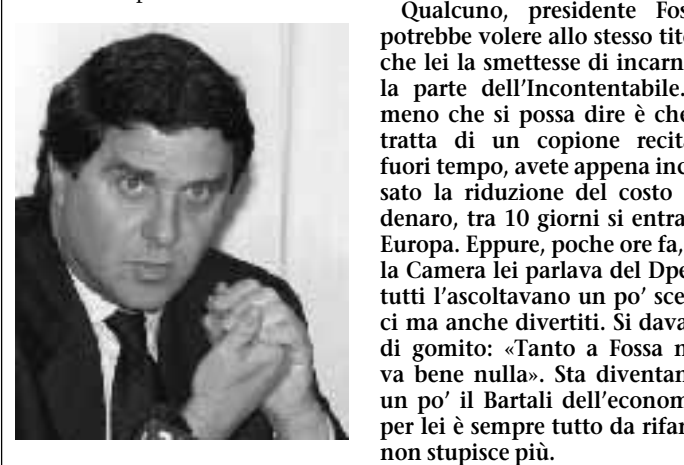 Qualcuno, presidente Fos
potrebbe volere allo stesso tito
che lei la smettesse di incarn
la parte dell’Incontentabile.
meno che si possa dire è che
tratta di un copione recita
fuori tempo, avete appena inc
sato la riduzione del costo
denaro, tra 10 giorni si entra
Europa. Eppure, poche ore fa,
la Camera lei parlava del Dpe
tutti l’ascoltavano un po’ sce
ci ma anche divertiti. Si dava
di gomito: «Tanto a Fossa n
va bene nulla». Sta diventan
un po’ il Bartali dell’econom
per lei è sempre tutto da rifar
non stupisce più.